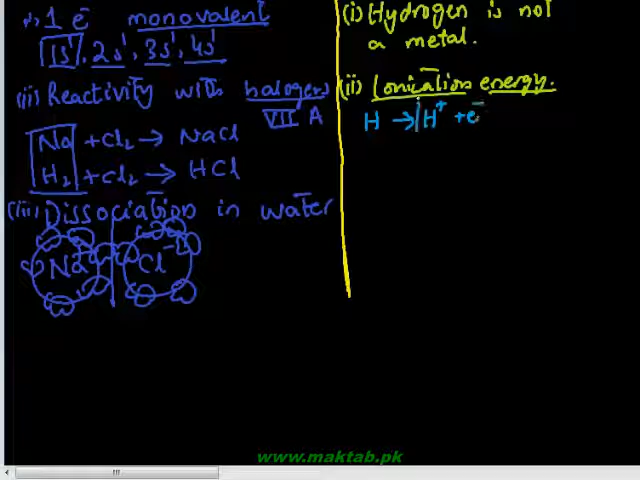 (i) 1 e⁻ monovalent
1s¹, 2s¹, 3s¹, 4s¹
(ii) Reactivity with halogens
VII A
Na + Cl₂ → NaCl
H₂ + Cl₂ → HCl
(iii) Dissociation in water
Na⁺ Cl⁻
(i) Hydrogen is not
a metal.
(ii) Ionization energy.
H → H⁺ + e⁻
www.maktab.pk